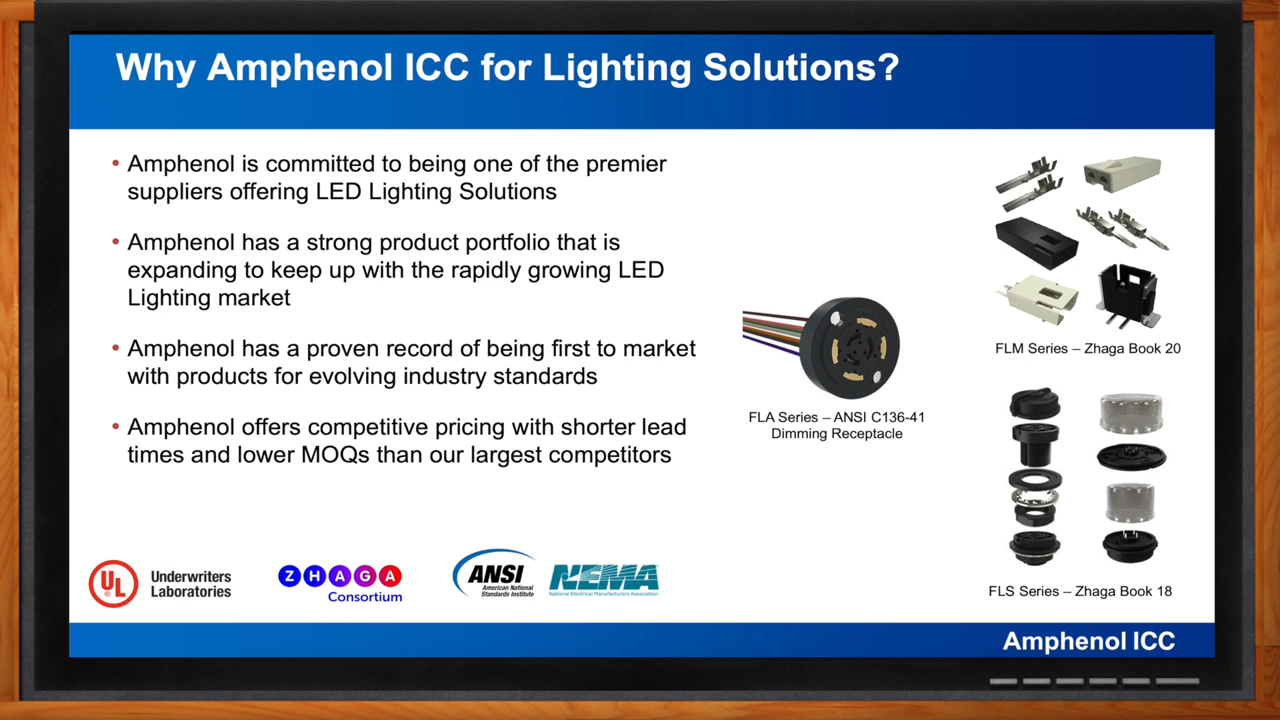 Why Amphenol ICC for Lighting Solutions?
• Amphenol is committed to being one of the premier
suppliers offering LED Lighting Solutions
• Amphenol has a strong product portfolio that is
expanding to keep up with the rapidly growing LED
Lighting market
• Amphenol has a proven record of being first to market
with products for evolving industry standards
• Amphenol offers competitive pricing with shorter lead
times and lower MOQs than our largest competitors
FLA Series – ANSI C136-41
Dimming Receptacle
FLM Series – Zhaga Book 20
FLS Series – Zhaga Book 18
UL
Underwriters
Laboratories
ZHAGA
Consortium
ANSI
American National
Standards Institute
NEMA
National Electrical Manufacturers Association
Amphenol ICC